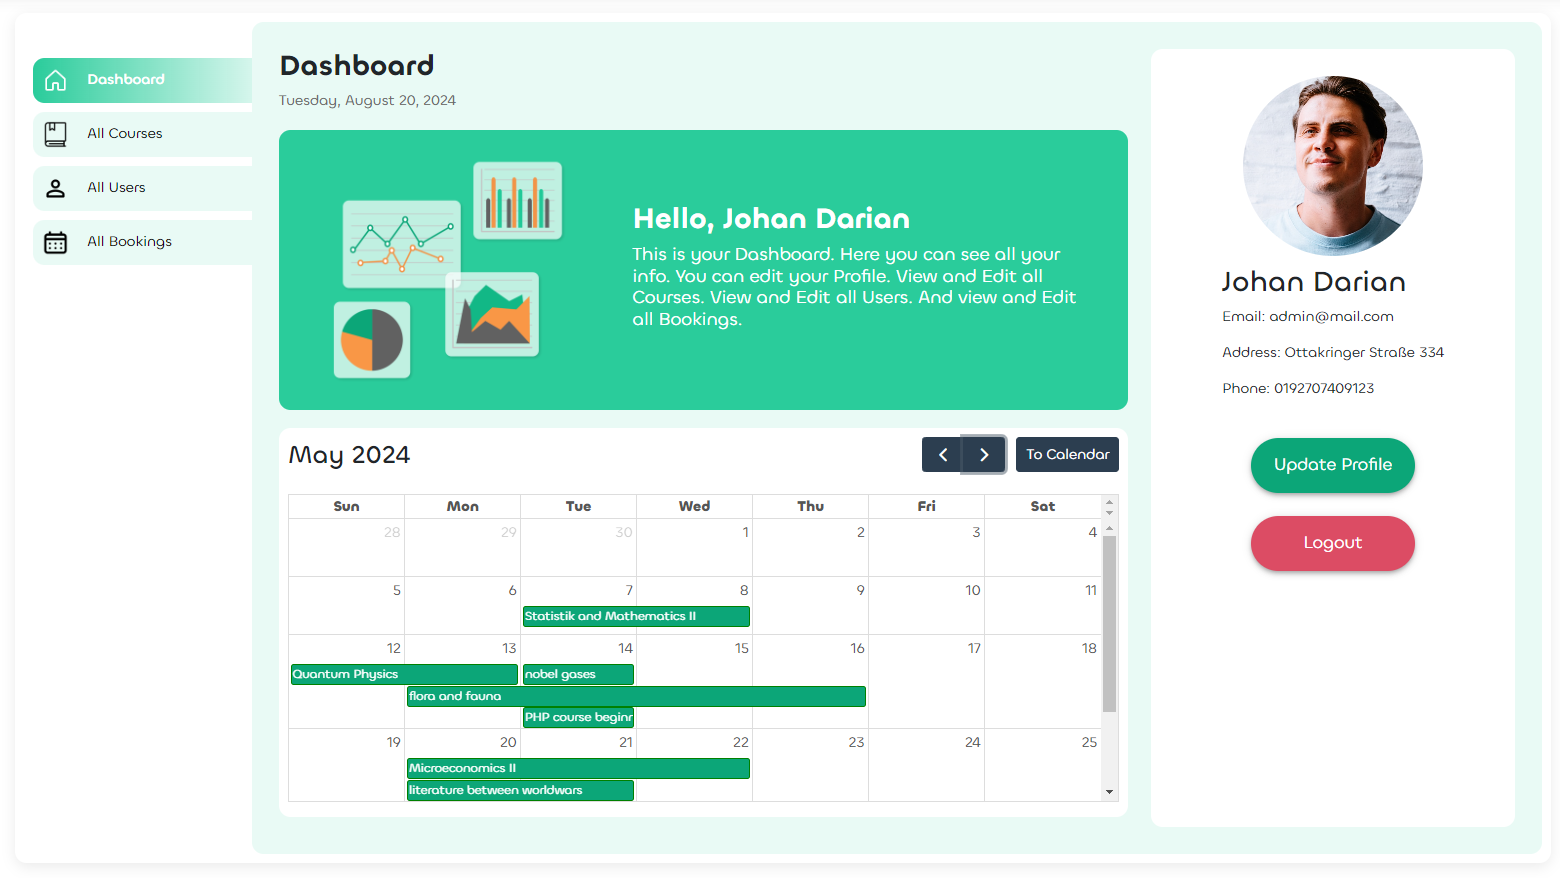 Dashboard
All Courses
All Users
All Bookings
Dashboard
Tuesday, August 20, 2024
Hello, Johan Darian
This is your Dashboard. Here you can see all your
info. You can edit your Profile. View and Edit all
Courses. View and Edit all Users. And view and Edit
all Bookings.
May 2024
To Calendar
Sun Mon Tue Wed Thu Fri Sat
28 29 30 1 2 3 4
5 6 7 8 9 10 11
Statistik and Mathematics II
12 13 14 15 16 17 18
Quantum Physics nobel gases
flora and fauna
PHP course beginr
19 20 21 22 23 24 25
Microeconomics II
literature between worldwars
Johan Darian
Email: admin@mail.com
Address: Ottakringer Straße 334
Phone: 0192707409123
Update Profile
Logout